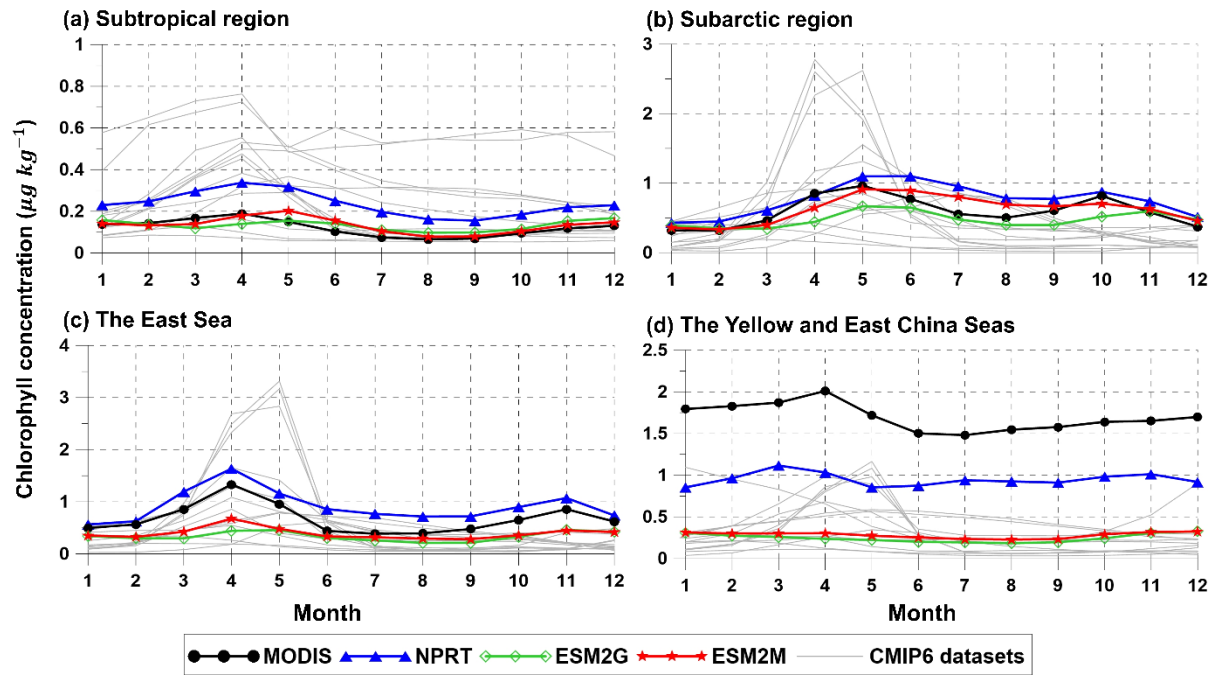 (a) Subtropical region
1
0.8
0.6
0.4
0.2
0
1 2 3 4 5 6 7 8 9 10 11 12
(b) Subarctic region
3
2
1
0
1 2 3 4 5 6 7 8 9 10 11 12
Chlorophyll concentration (μg kg⁻¹)
(c) The East Sea
4
3
2
1
0
1 2 3 4 5 6 7 8 9 10 11 12
Month
(d) The Yellow and East China Seas
2.5
2
1.5
1
0.5
0
1 2 3 4 5 6 7 8 9 10 11 12
Month
MODIS NPRT ESM2G ESM2M CMIP6 datasets